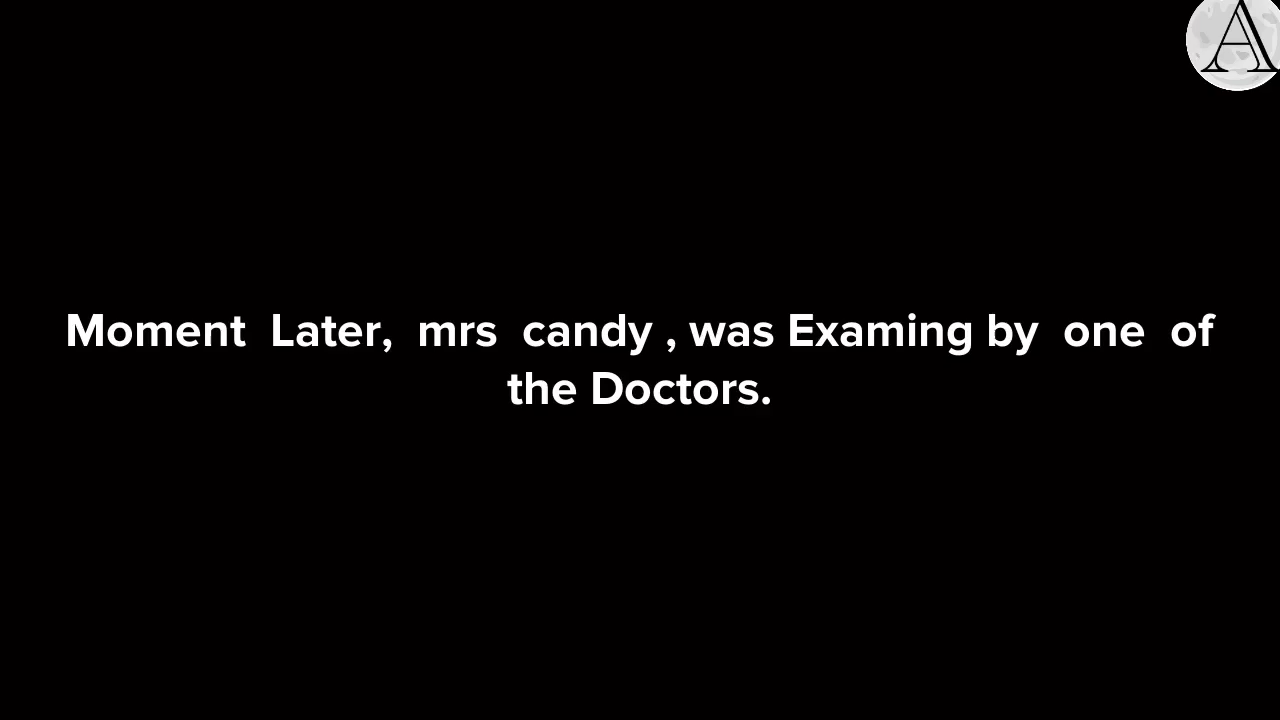 A
Moment Later, mrs candy , was Examing by one of
the Doctors.